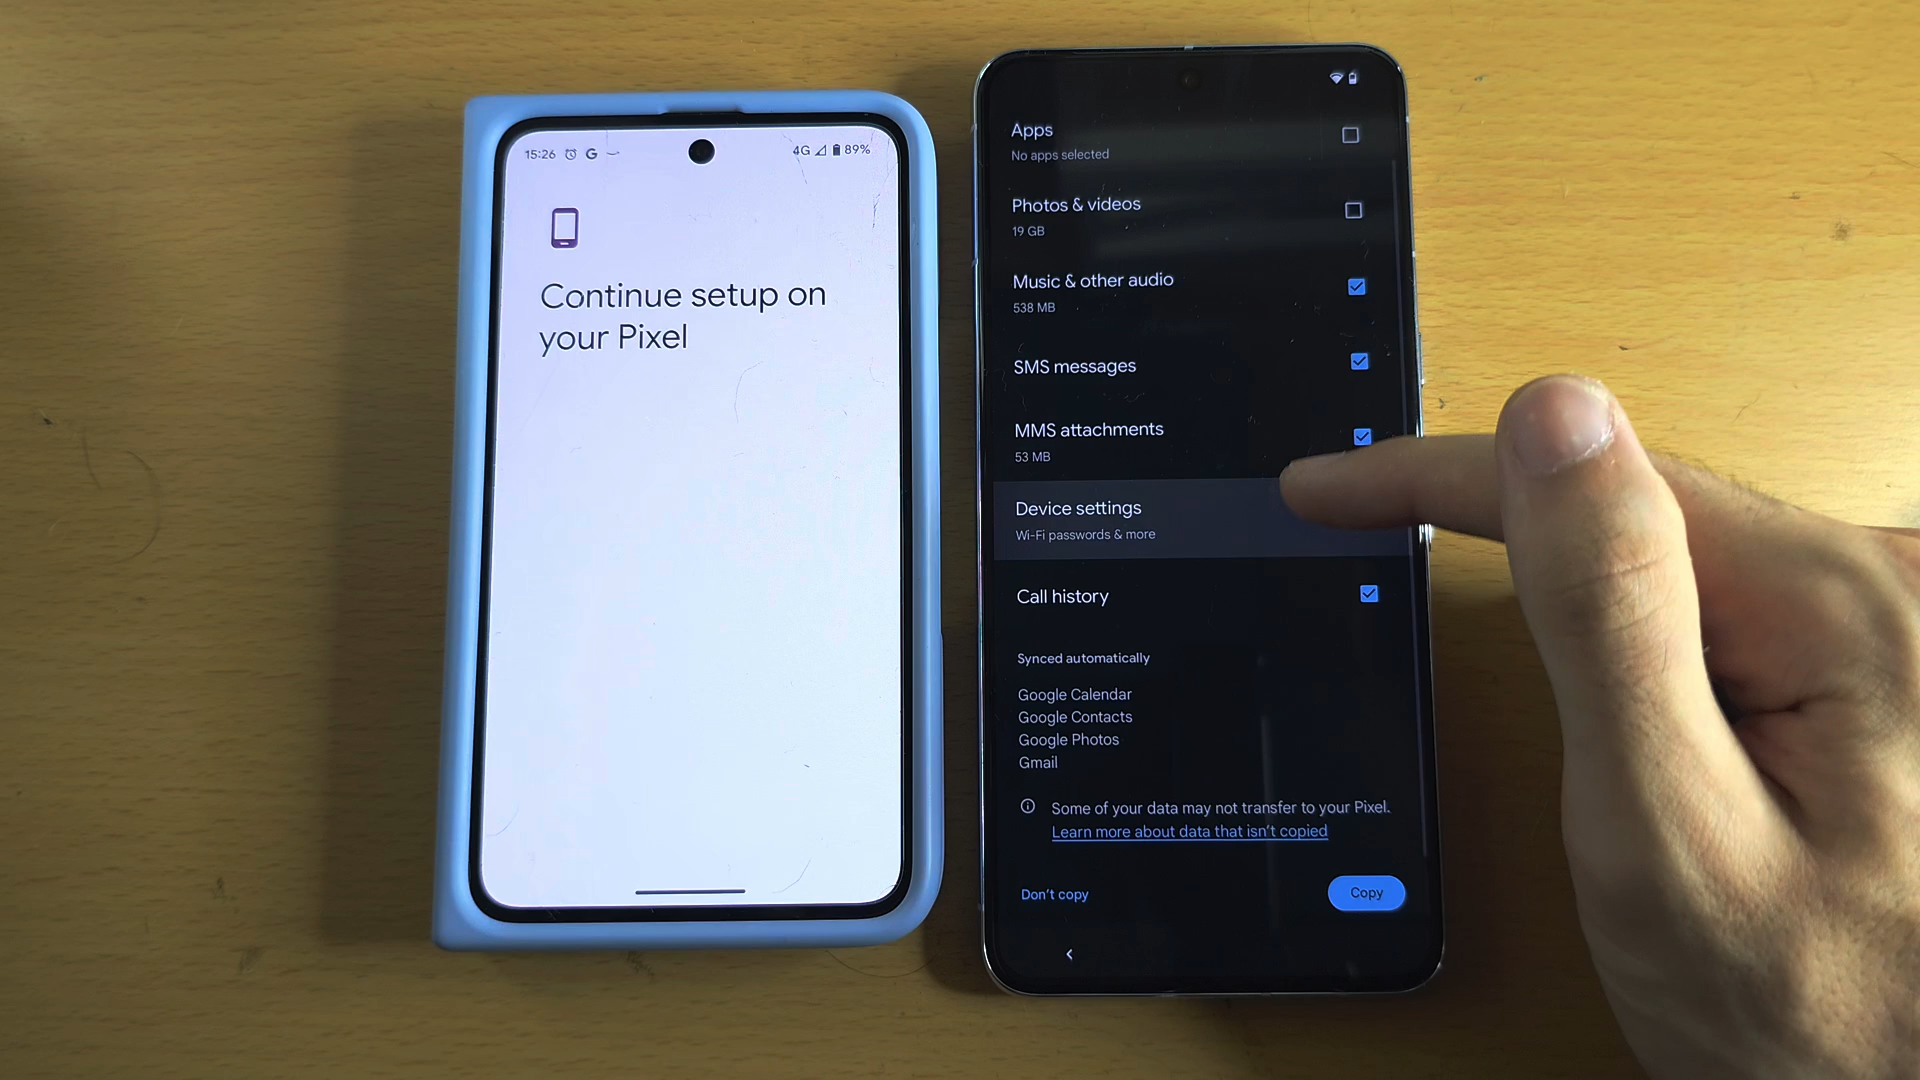 15:26
G
4G
89%
Continue setup on
your Pixel
Apps
No apps selected
Photos & videos
19 GB
Music & other audio
538 MB
SMS messages
MMS attachments
53 MB
Device settings
Wi-Fi passwords & more
Call history
Synced automatically
Google Calendar
Google Contacts
Google Photos
Gmail
Some of your data may not transfer to your Pixel.
Learn more about data that isn't copied
Don't copy
Copy